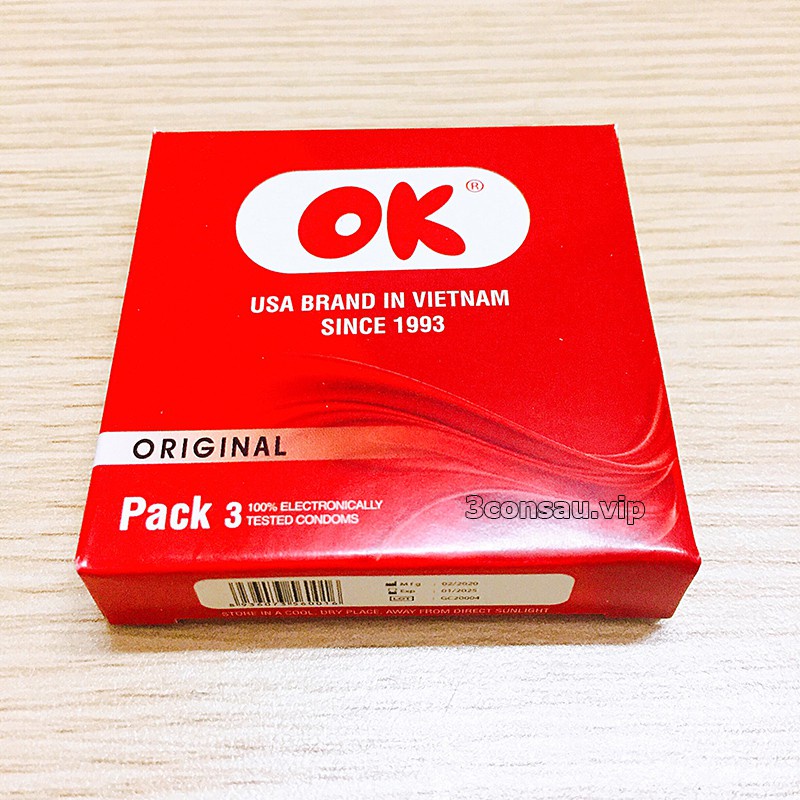 OK®
USA BRAND IN VIETNAM
SINCE 1993
ORIGINAL
Pack 3 100% ELECTRONICALLY
TESTED CONDOMS
3consau.vip
Mfg : 02/2020
Exp : 01/2025
LOT : GC20004
STORE IN A COOL, DRY PLACE, AWAY FROM DIRECT SUNLIGHT